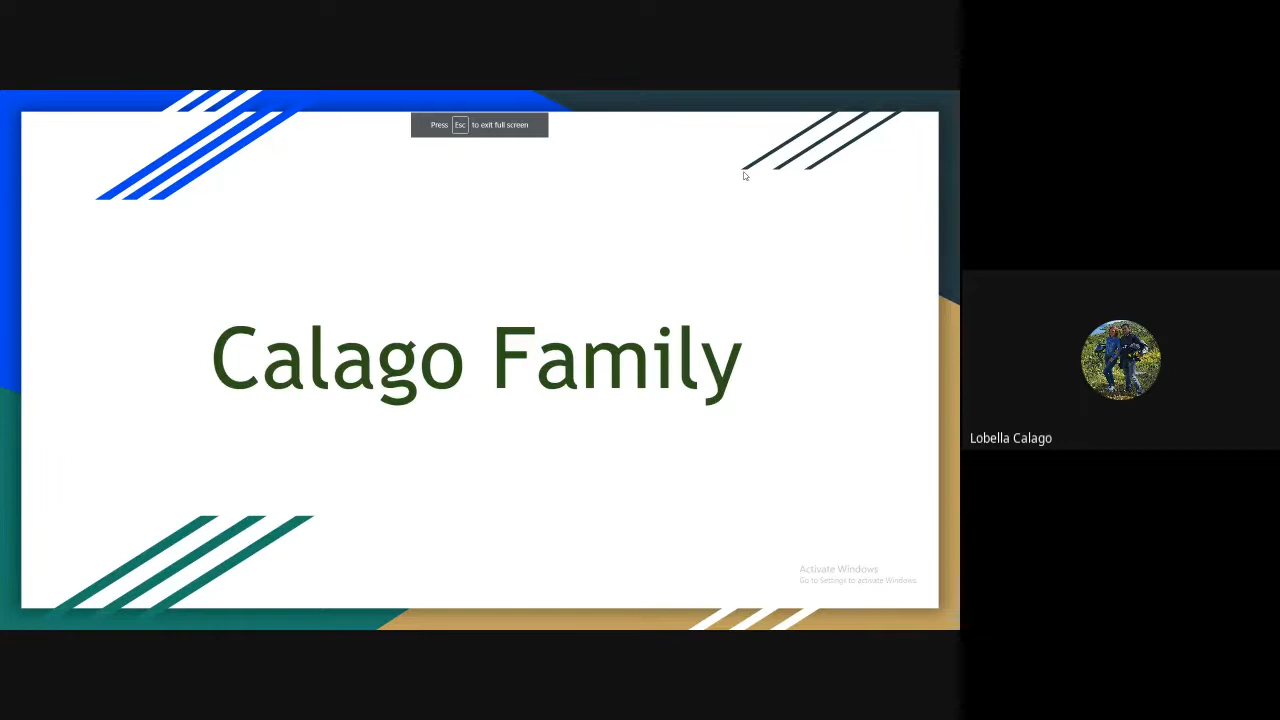 Press Esc to exit full screen
Calago Family
Lobella Calago
Activate Windows
Go to Settings to activate Windows.